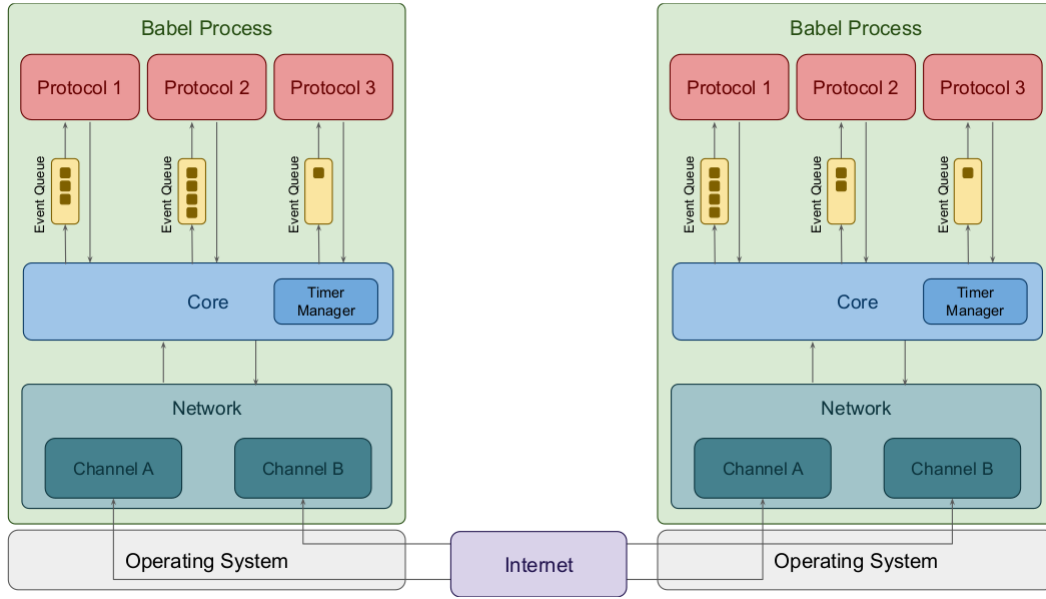 Babel Process
Protocol 1
Protocol 2
Protocol 3
Event Queue
Event Queue
Event Queue
Core
Timer
Manager
Network
Channel A
Channel B
Operating System
Internet
Babel Process
Protocol 1
Protocol 2
Protocol 3
Event Queue
Event Queue
Event Queue
Core
Timer
Manager
Network
Channel A
Channel B
Operating System